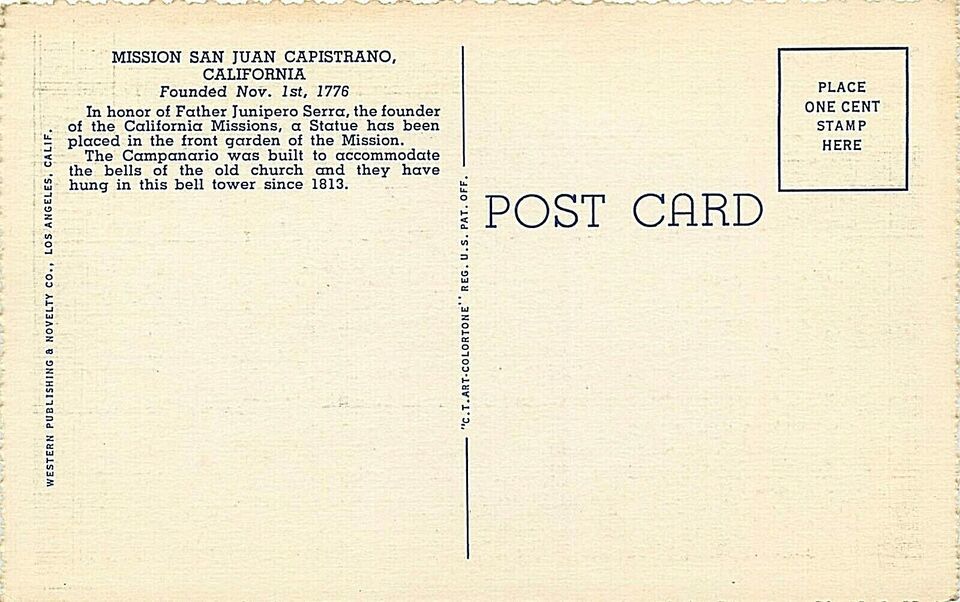 MISSION SAN JUAN CAPISTRANO,
CALIFORNIA
Founded Nov. 1st, 1776
In honor of Father Junipero Serra, the founder
of the California Missions, a Statue has been
placed in the front garden of the Mission.
The Campanario was built to accommodate
the bells of the old church and they have
hung in this bell tower since 1813.
WESTERN PUBLISHING & NOVELTY CO., LOS ANGELES, CALIF.
"C.T. ART-COLORTONE" REG. U.S. PAT. OFF.
POST CARD
PLACE
ONE CENT
STAMP
HERE